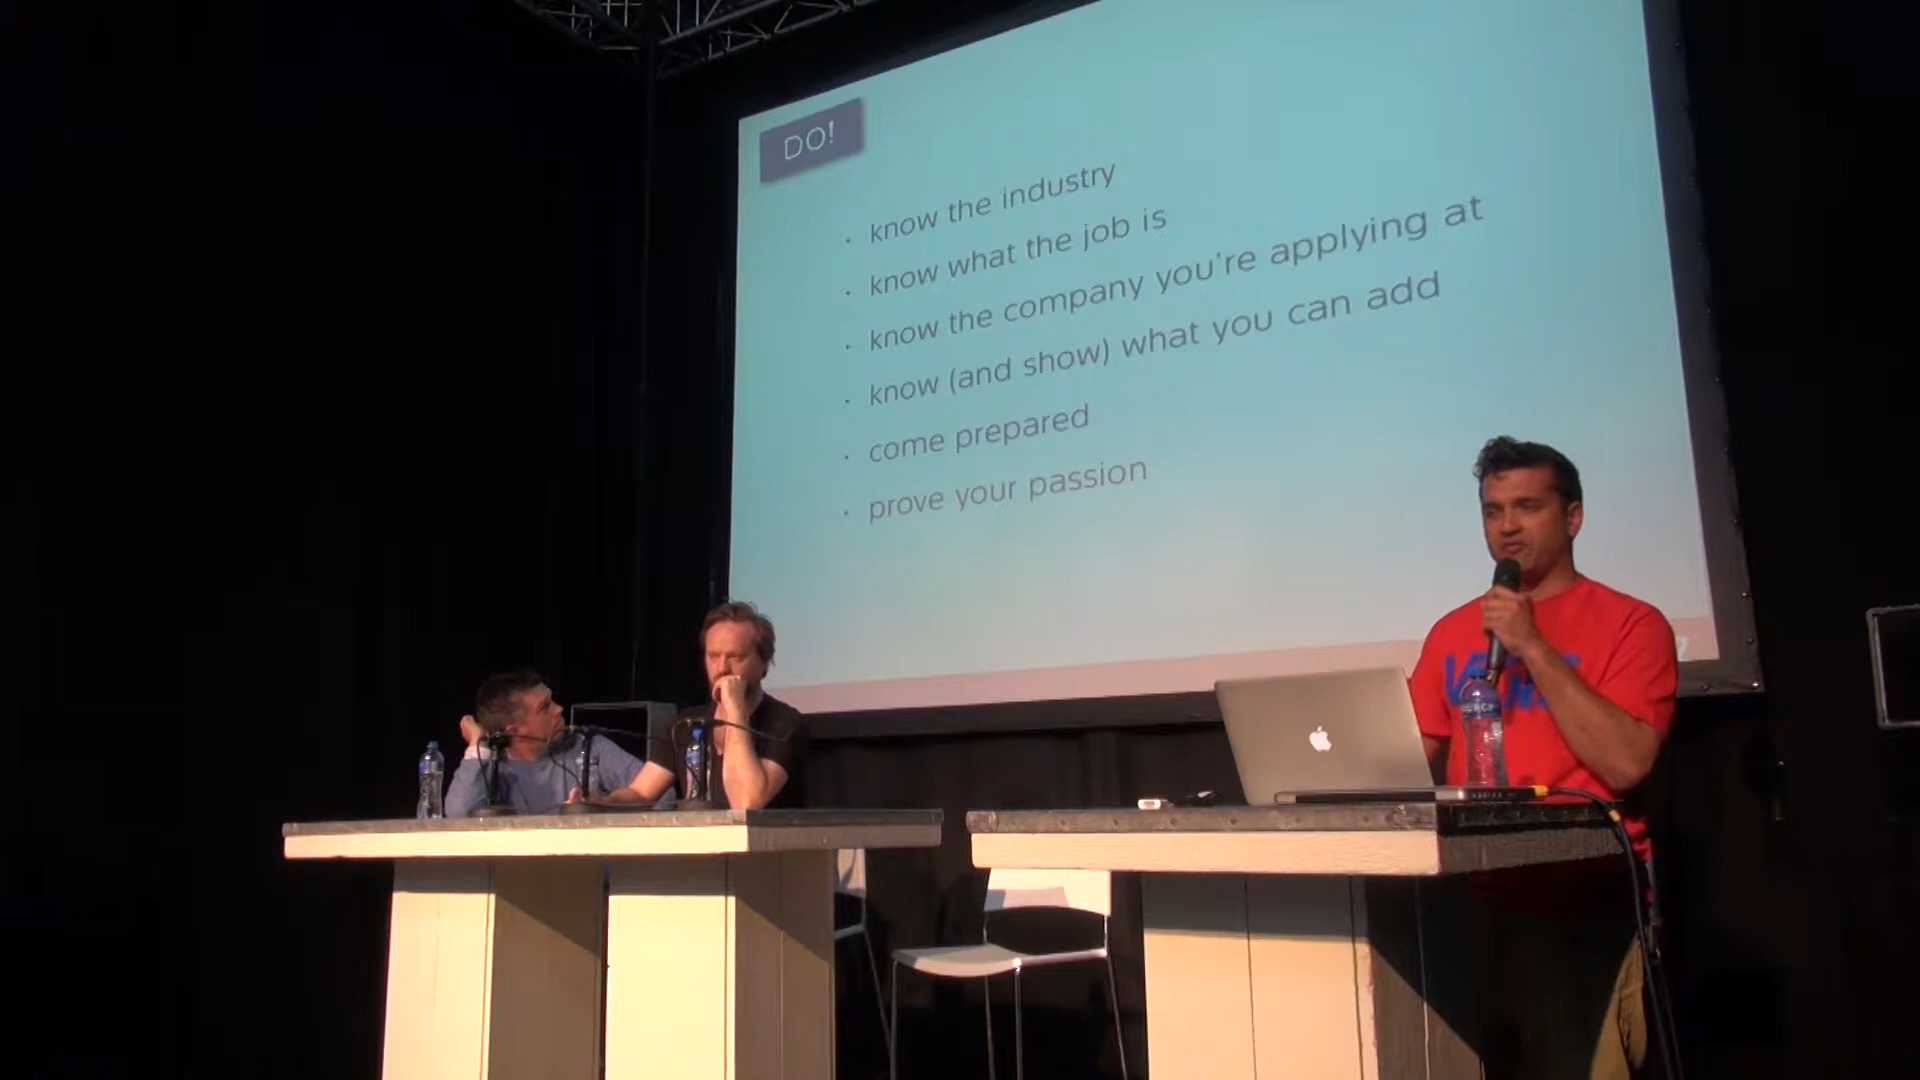 DO!
know the industry
know what the job is
know the company you're applying at
know (and show) what you can add
come prepared
prove your passion